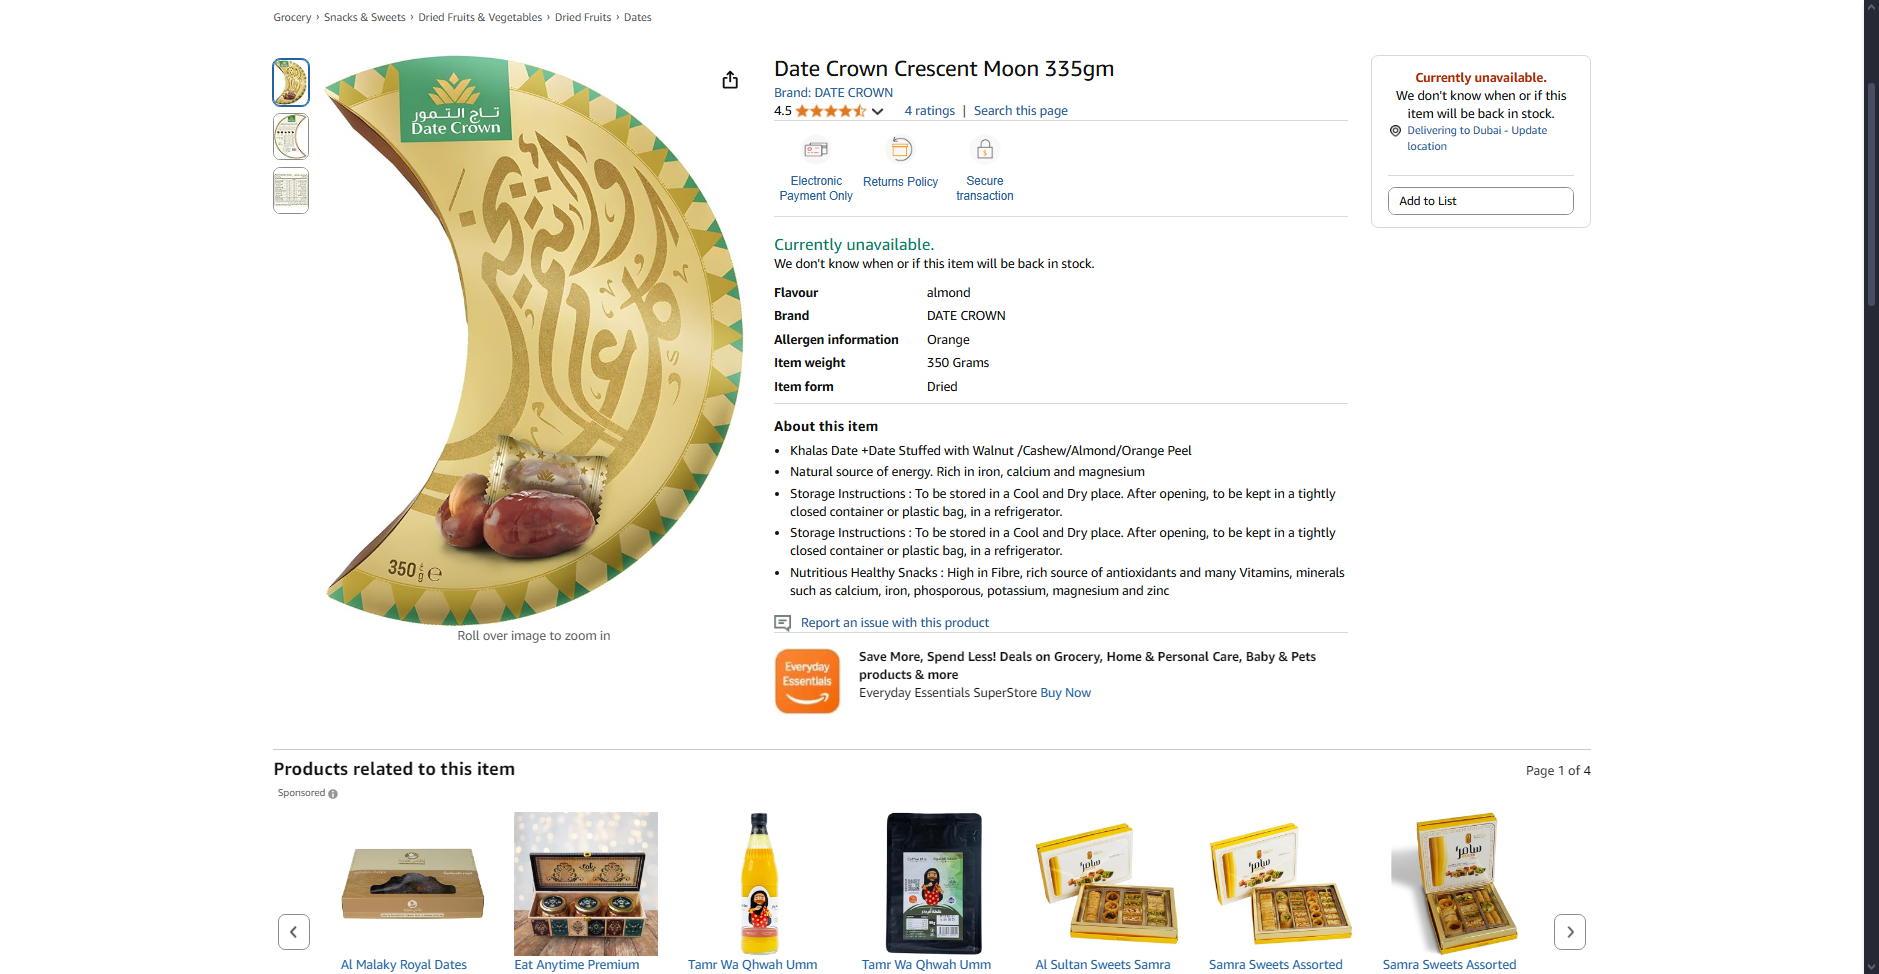 Grocery › Snacks & Sweets › Dried Fruits & Vegetables › Dried Fruits › Dates
تاج التمور
Date Crown
350 g ℮
Roll over image to zoom in
Date Crown Crescent Moon 335gm
Brand: DATE CROWN
4.5 4 ratings | Search this page
Electronic Payment Only
Returns Policy
Secure transaction
Currently unavailable.
We don't know when or if this item will be back in stock.
Flavour almond
Brand DATE CROWN
Allergen information Orange
Item weight 350 Grams
Item form Dried
About this item
• Khalas Date +Date Stuffed with Walnut /Cashew/Almond/Orange Peel
• Natural source of energy. Rich in iron, calcium and magnesium
• Storage Instructions : To be stored in a Cool and Dry place. After opening, to be kept in a tightly
closed container or plastic bag, in a refrigerator.
• Storage Instructions : To be stored in a Cool and Dry place. After opening, to be kept in a tightly
closed container or plastic bag, in a refrigerator.
• Nutritious Healthy Snacks : High in Fibre, rich source of antioxidants and many Vitamins, minerals
such as calcium, iron, phosporous, potassium, magnesium and zinc
Report an issue with this product
Everyday
Essentials
Save More, Spend Less! Deals on Grocery, Home & Personal Care, Baby & Pets
products & more
Everyday Essentials SuperStore Buy Now
Currently unavailable.
We don't know when or if this
item will be back in stock.
Delivering to Dubai - Update
location
Add to List
Products related to this item
Page 1 of 4
Sponsored
سامرا
سامرا
سامرا
Al Malaky Royal Dates
Eat Anytime Premium
Tamr Wa Qhwah Umm
Tamr Wa Qhwah Umm
Al Sultan Sweets Samra
Samra Sweets Assorted
Samra Sweets Assorted